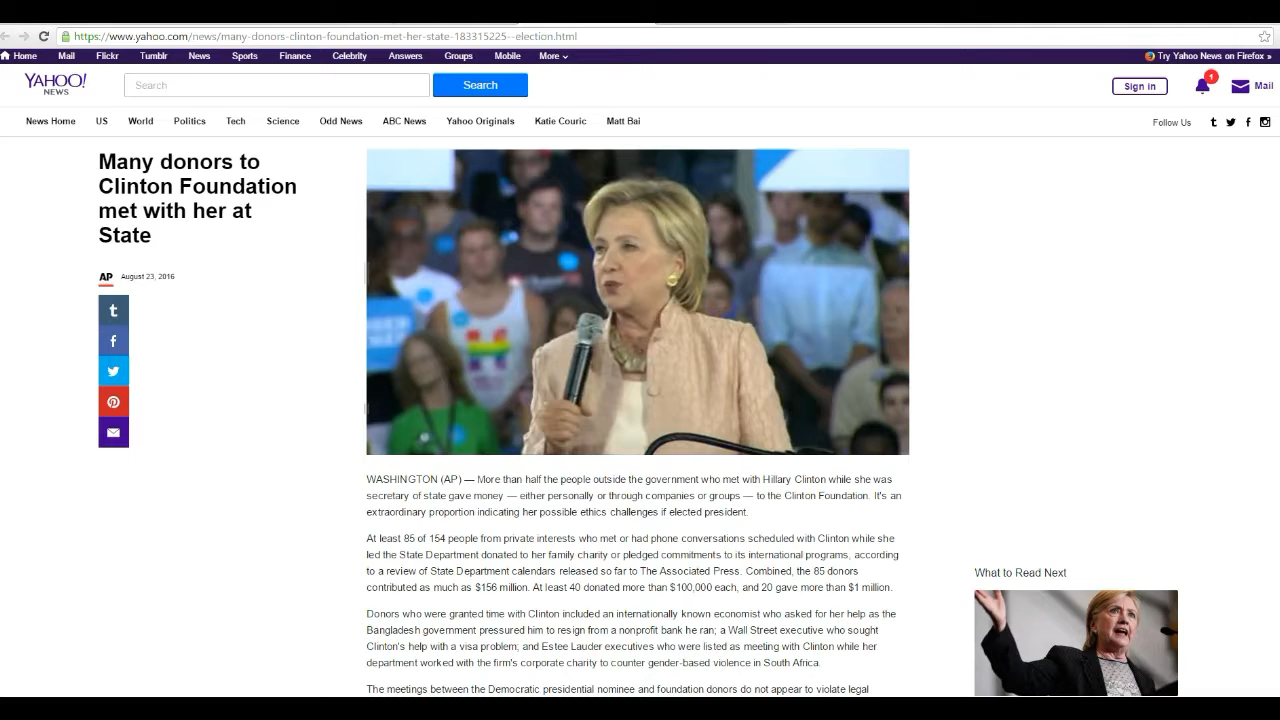 https://www.yahoo.com/news/many-donors-clinton-foundation-met-her-state-183315225--election.html
Home Mail Flickr Tumblr News Sports Finance Celebrity Answers Groups Mobile More Try Yahoo News on Firefox »
YAHOO!
NEWS
Search
Search
Sign in
1
Mail
News Home US World Politics Tech Science Odd News ABC News Yahoo Originals Katie Couric Matt Bai Follow Us
Many donors to
Clinton Foundation
met with her at
State
AP August 23, 2016
WASHINGTON (AP) — More than half the people outside the government who met with Hillary Clinton while she was
secretary of state gave money — either personally or through companies or groups — to the Clinton Foundation. It's an
extraordinary proportion indicating her possible ethics challenges if elected president.
At least 85 of 154 people from private interests who met or had phone conversations scheduled with Clinton while she
led the State Department donated to her family charity or pledged commitments to its international programs, according
to a review of State Department calendars released so far to The Associated Press. Combined, the 85 donors
contributed as much as $156 million. At least 40 donated more than $100,000 each, and 20 gave more than $1 million.
Donors who were granted time with Clinton included an internationally known economist who asked for her help as the
Bangladesh government pressured him to resign from a nonprofit bank he ran; a Wall Street executive who sought
Clinton's help with a visa problem; and Estee Lauder executives who were listed as meeting with Clinton while her
department worked with the firm's corporate charity to counter gender-based violence in South Africa.
The meetings between the Democratic presidential nominee and foundation donors do not appear to violate legal
What to Read Next